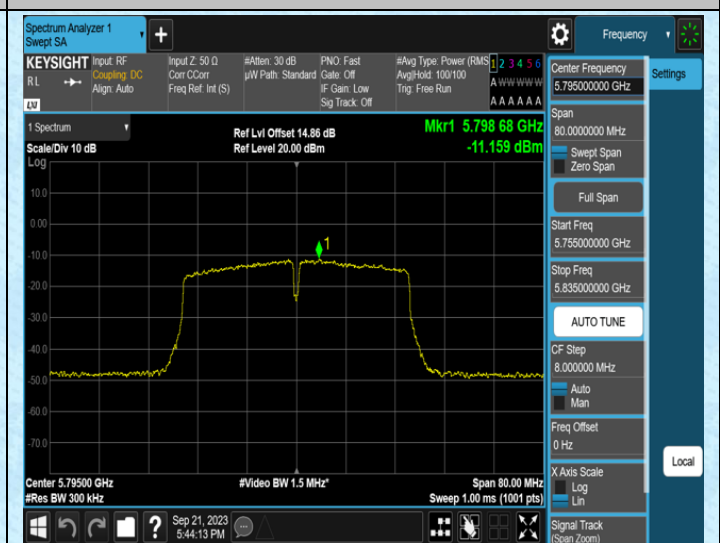 Spectrum Analyzer 1
Swept SA
+
Frequency
KEYSIGHT
RL
LXI
Input: RF
Coupling: DC
Align: Auto
Input Z: 50 Ω
Corr CCorr
Freq Ref: Int (S)
#Atten: 30 dB
µW Path: Standard
PNO: Fast
Gate: Off
IF Gain: Low
Sig Track: Off
#Avg Type: Power (RMS
Avg|Hold: 100/100
Trig: Free Run
1 2 3 4 5 6
A W W W W W
A A A A A A
1 Spectrum
Scale/Div 10 dB
Log
Ref Lvl Offset 14.86 dB
Ref Level 20.00 dBm
Mkr1 5.798 68 GHz
-11.159 dBm
10.0
0.00
-10.0
-20.0
-30.0
-40.0
-50.0
-60.0
-70.0
1
Center 5.79500 GHz
#Res BW 300 kHz
#Video BW 1.5 MHz*
Span 80.00 MHz
Sweep 1.00 ms (1001 pts)
?
Sep 21, 2023
5:44:13 PM
Center Frequency
5.795000000 GHz
Span
80.0000000 MHz
Swept Span
Zero Span
Full Span
Start Freq
5.755000000 GHz
Stop Freq
5.835000000 GHz
AUTO TUNE
CF Step
8.000000 MHz
Auto
Man
Freq Offset
0 Hz
X Axis Scale
Log
Lin
Signal Track
(Span Zoom)
Settings
Local